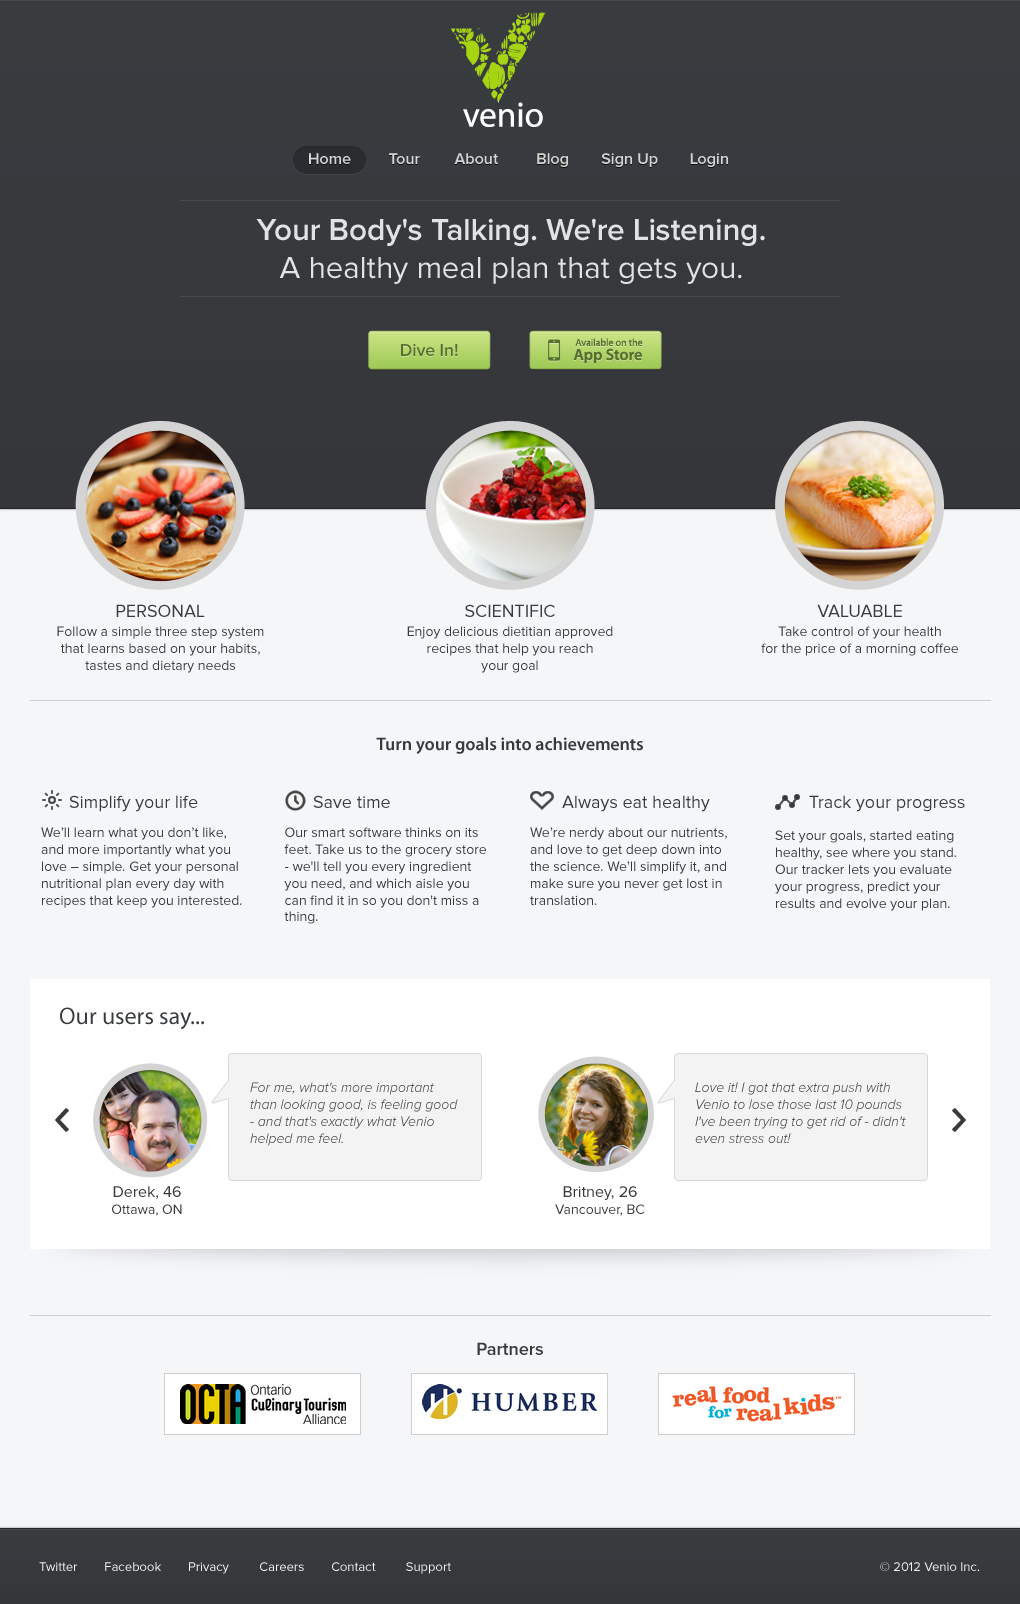 venio
Home Tour About Blog Sign Up Login
Your Body's Talking. We're Listening.
A healthy meal plan that gets you.
Dive In!
Available on the
App Store
PERSONAL
Follow a simple three step system
that learns based on your habits,
tastes and dietary needs
SCIENTIFIC
Enjoy delicious dietitian approved
recipes that help you reach
your goal
VALUABLE
Take control of your health
for the price of a morning coffee
Turn your goals into achievements
Simplify your life
We'll learn what you don't like,
and more importantly what you
love – simple. Get your personal
nutritional plan every day with
recipes that keep you interested.
Save time
Our smart software thinks on its
feet. Take us to the grocery store
- we'll tell you every ingredient
you need, and which aisle you
can find it in so you don't miss a
thing.
Always eat healthy
We're nerdy about our nutrients,
and love to get deep down into
the science. We'll simplify it, and
make sure you never get lost in
translation.
Track your progress
Set your goals, started eating
healthy, see where you stand.
Our tracker lets you evaluate
your progress, predict your
results and evolve your plan.
Our users say...
For me, what's more important
than looking good, is feeling good
- and that's exactly what Venio
helped me feel.
Derek, 46
Ottawa, ON
Love it! I got that extra push with
Venio to lose those last 10 pounds
I've been trying to get rid of - didn't
even stress out!
Britney, 26
Vancouver, BC
Partners
OCTA
Ontario
Culinary Tourism
Alliance
HUMBER
real food
for real kids™
Twitter Facebook Privacy Careers Contact Support © 2012 Venio Inc.